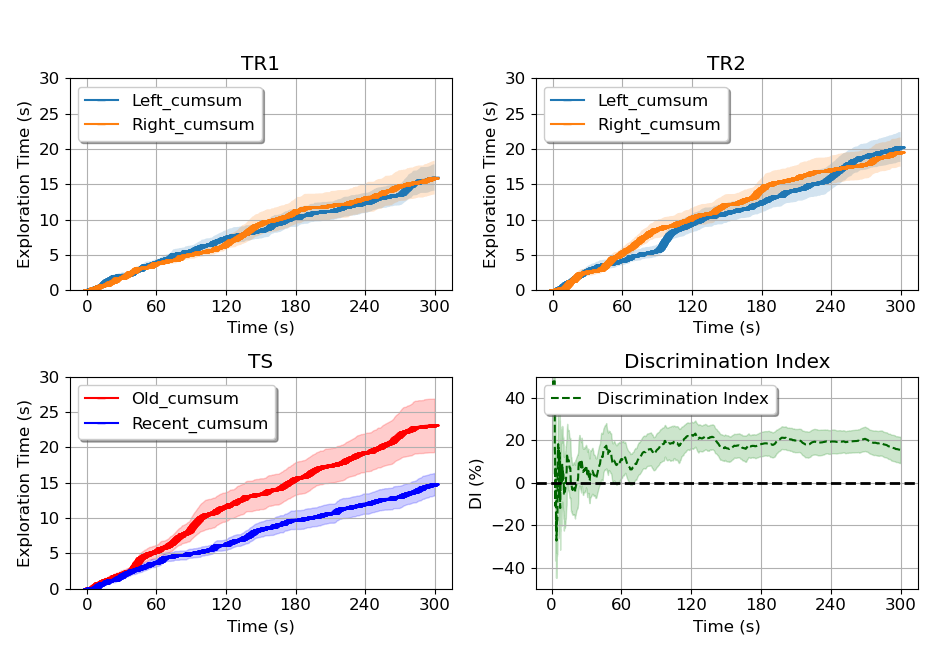 TR1
Exploration Time (s)
30
25
20
15
10
5
0
Left_cumsum
Right_cumsum
0 60 120 180 240 300
Time (s)
TR2
Exploration Time (s)
30
25
20
15
10
5
0
Left_cumsum
Right_cumsum
0 60 120 180 240 300
Time (s)
TS
Exploration Time (s)
30
25
20
15
10
5
0
Old_cumsum
Recent_cumsum
0 60 120 180 240 300
Time (s)
Discrimination Index
DI (%)
40
20
0
−20
−40
Discrimination Index
0 60 120 180 240 300
Time (s)